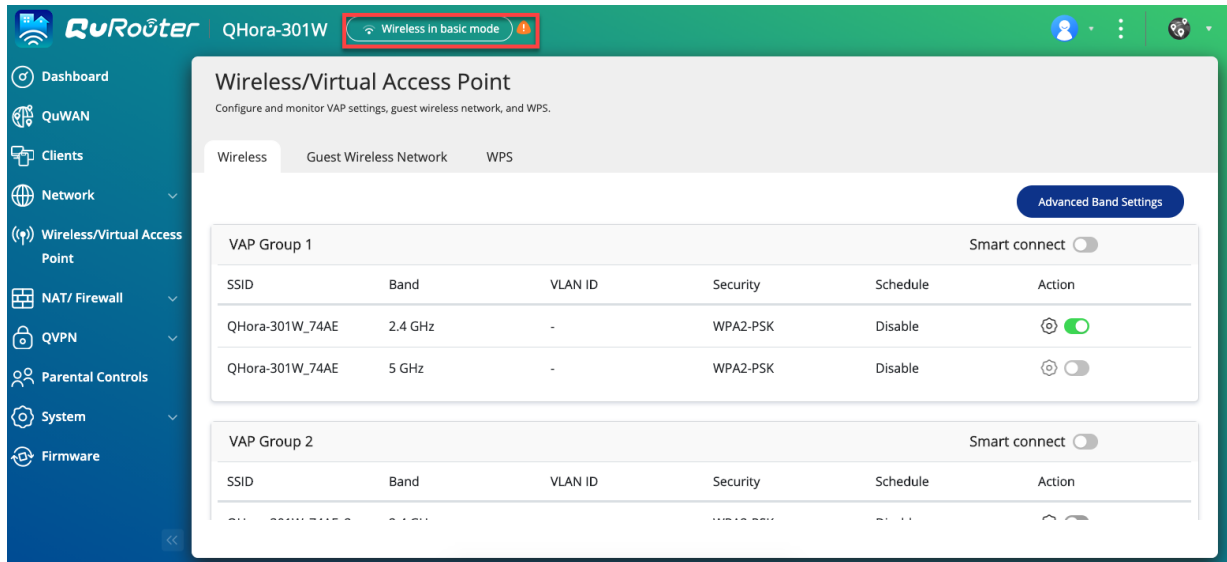 QuRoûter QHora-301W Wireless in basic mode
Dashboard
QuWAN
Clients
Network
Wireless/Virtual Access
Point
NAT/ Firewall
QVPN
Parental Controls
System
Firmware
Wireless/Virtual Access Point
Configure and monitor VAP settings, guest wireless network, and WPS.
Wireless Guest Wireless Network WPS
Advanced Band Settings
VAP Group 1 Smart connect
SSID Band VLAN ID Security Schedule Action
QHora-301W_74AE 2.4 GHz - WPA2-PSK Disable
QHora-301W_74AE 5 GHz - WPA2-PSK Disable
VAP Group 2 Smart connect
SSID Band VLAN ID Security Schedule Action